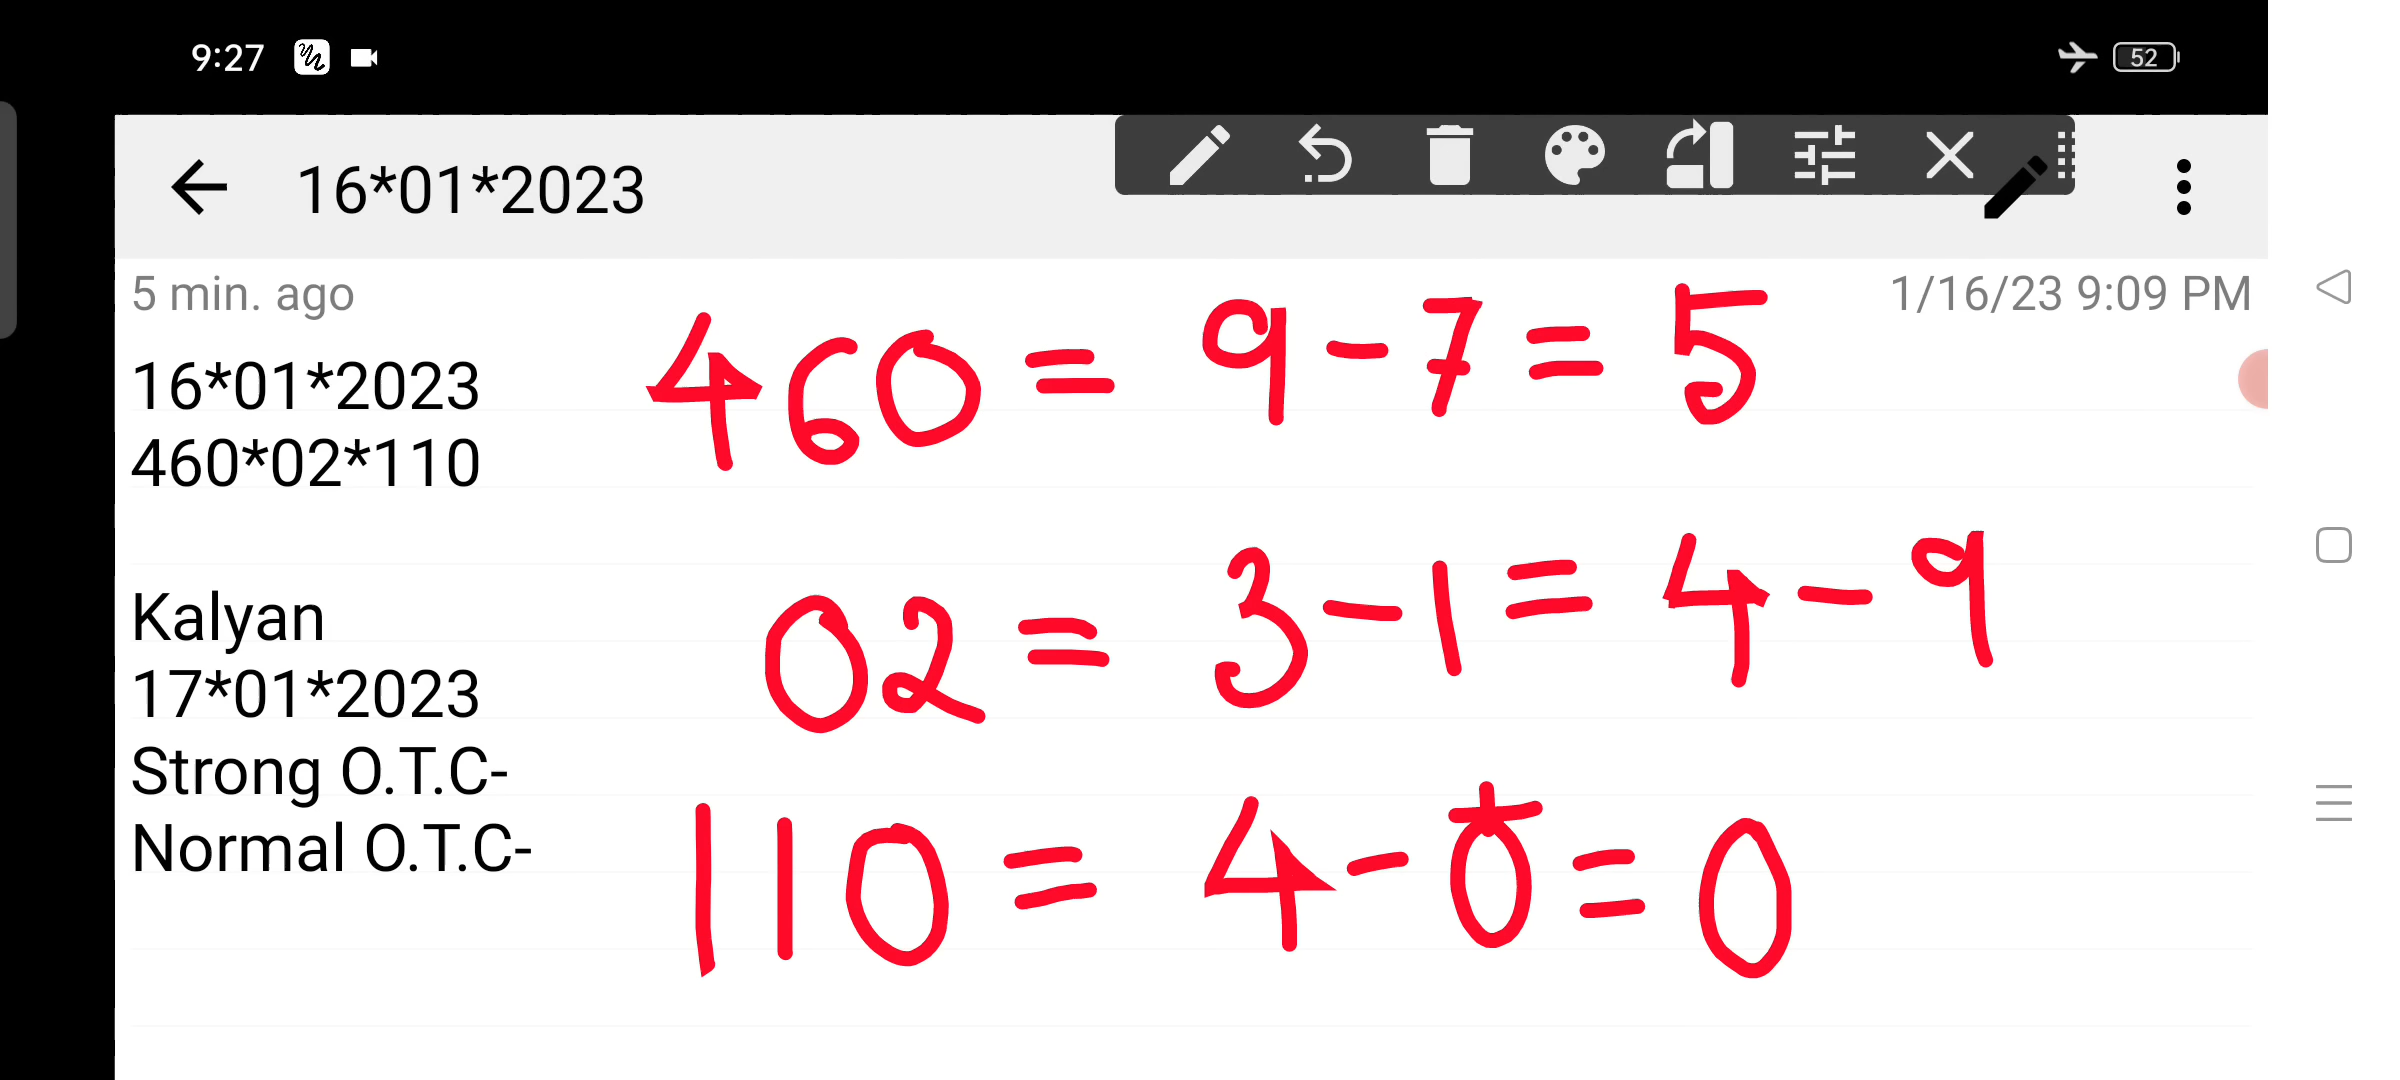 9:27 52
16*01*2023
5 min. ago 1/16/23 9:09 PM
16*01*2023
460*02*110
460 = 9-7 = 5
Kalyan
17*01*2023
02 = 3-1 = 4-9
Strong O.T.C-
Normal O.T.C-
110 = 4-0 = 0